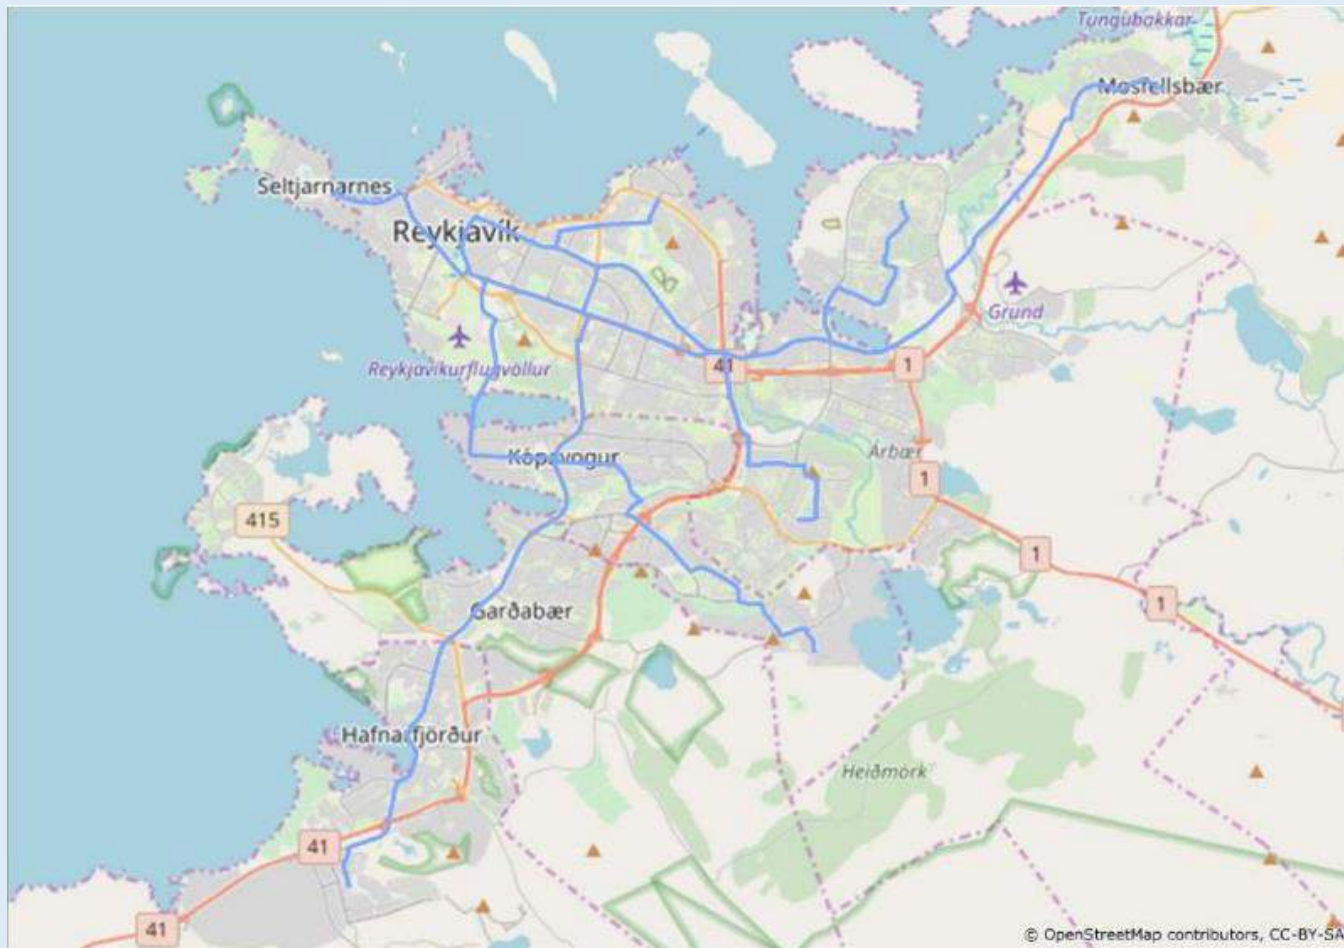 Tungubakkar
Mosfellsbær
Seltjarnarnes
Reykjavík
Grund
Reykjavíkurflugvöllur
41
1
Kópavogur
Árbær
1
415
1
1
Garðabær
Hafnarfjörður
Heiðmörk
41
41
© OpenStreetMap contributors, CC-BY-SA